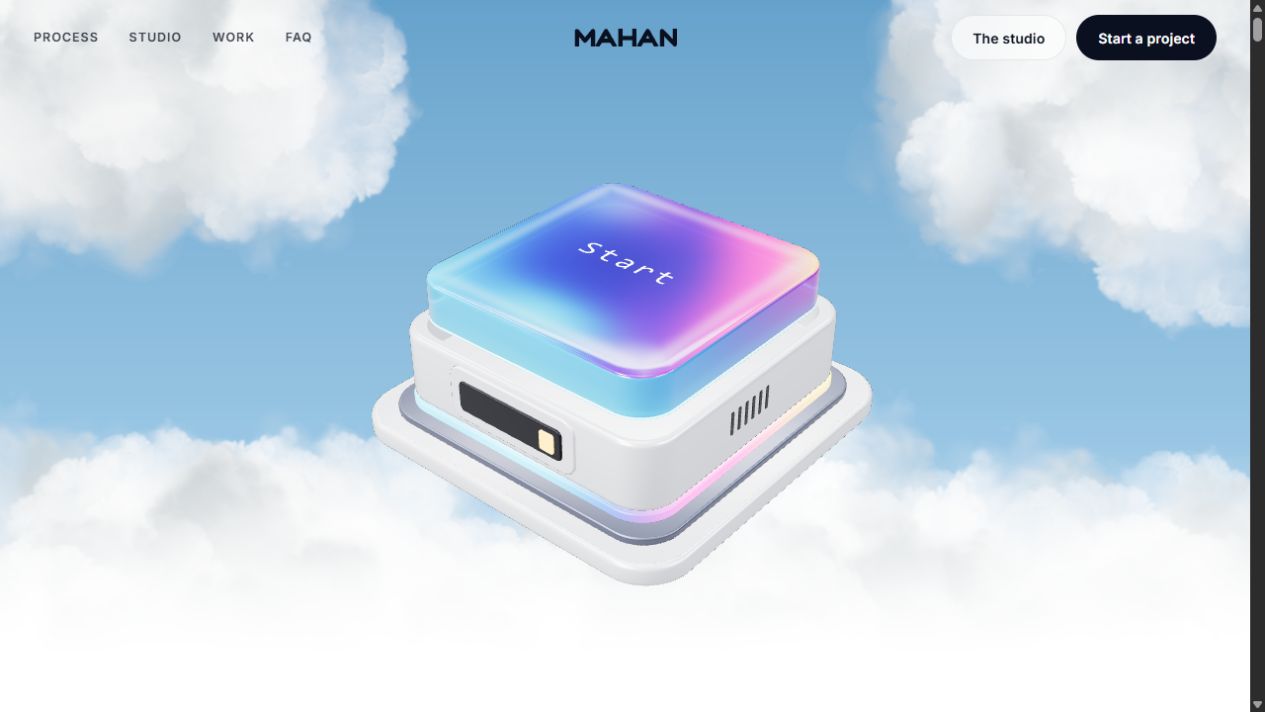 PROCESS STUDIO WORK FAQ
MAHAN
The studio
Start a project
Start